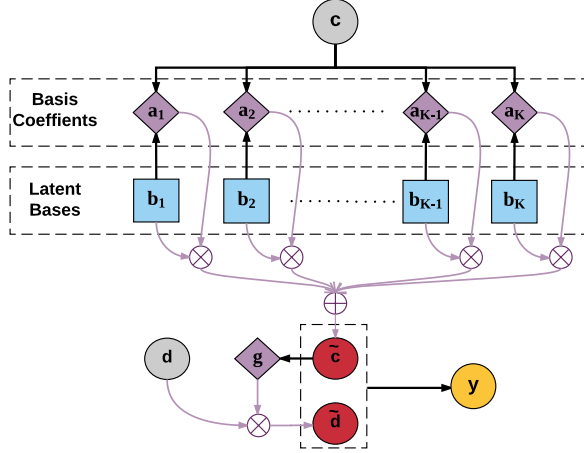 c
Basis
Coeffients
a1
a2
aK-1
aK
Latent
Bases
b1
b2
bK-1
bK
d
g
c̃
y
d̃